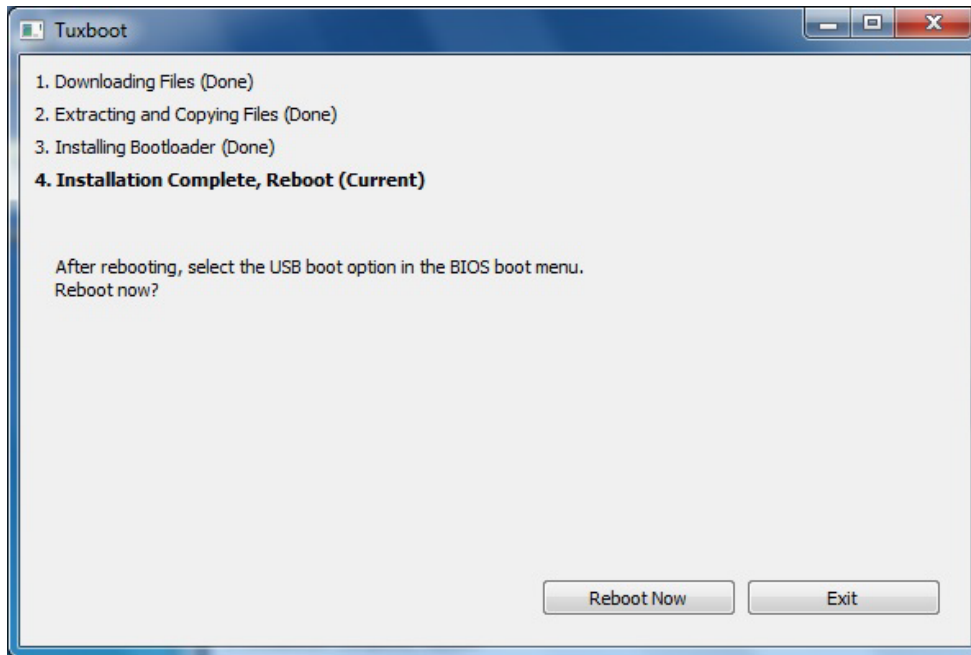 Tuxboot
1. Downloading Files (Done)
2. Extracting and Copying Files (Done)
3. Installing Bootloader (Done)
4. Installation Complete, Reboot (Current)
After rebooting, select the USB boot option in the BIOS boot menu.
Reboot now?
Reboot Now
Exit